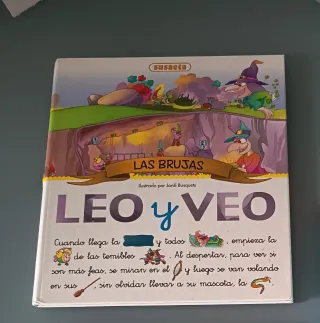 susaeta
LAS BRUJAS
Ilustrado por Jordi Busquets
LEO y VEO
Cuando llega la y todos , empieza la
de las temibles . Al despertar, para ver si
son más feas, se miran en el y luego se van volando
en sus , sin olvidar llevar a su mascota, la .